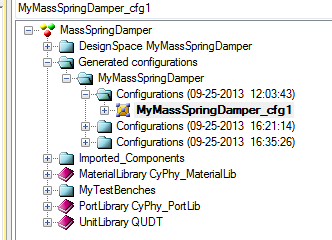 MyMassSpringDamper_cfg1
MassSpringDamper
DesignSpace MyMassSpringDamper
Generated configurations
MyMassSpringDamper
Configurations (09-25-2013 12:03:43)
MyMassSpringDamper_cfg1
Configurations (09-25-2013 16:21:14)
Configurations (09-25-2013 16:35:26)
Imported_Components
MaterialLibrary CyPhy_MaterialLib
MyTestBenches
PortLibrary CyPhy_PortLib
UnitLibrary QUDT